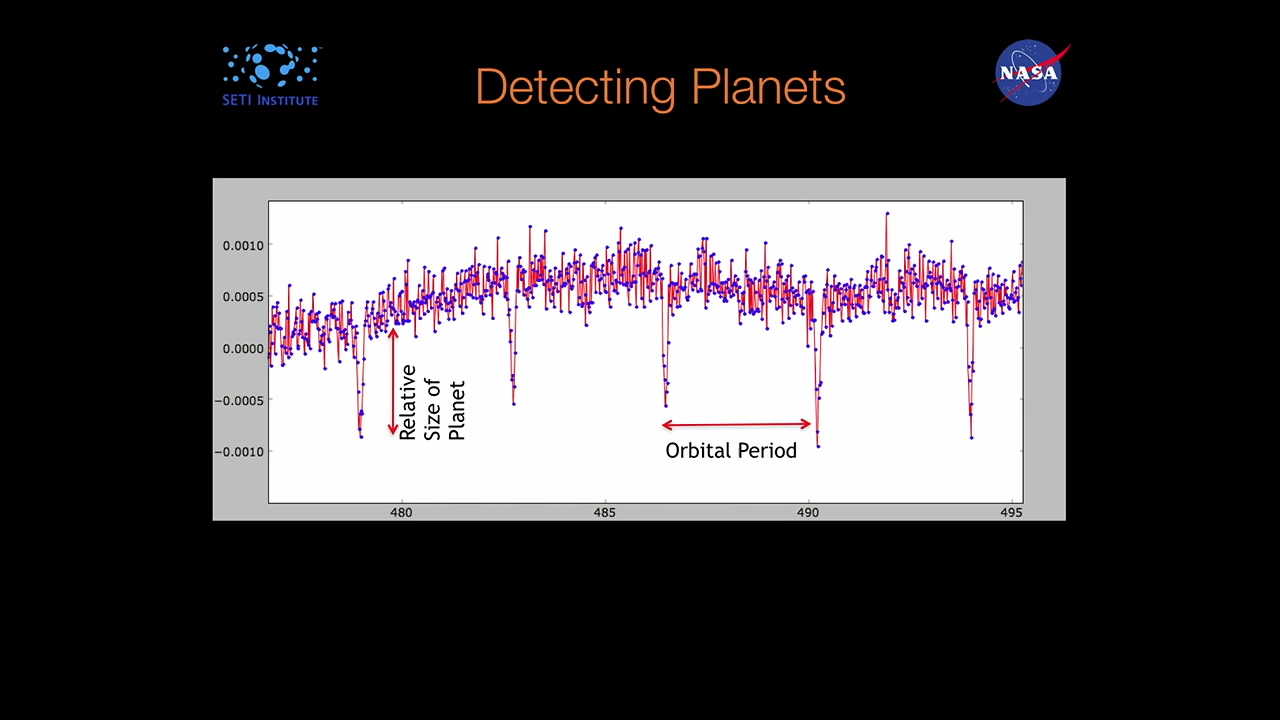 Detecting Planets
SETI INSTITUTE
NASA
0.0010
0.0005
0.0000
−0.0005
−0.0010
Relative
Size of
Planet
Orbital Period
480
485
490
495